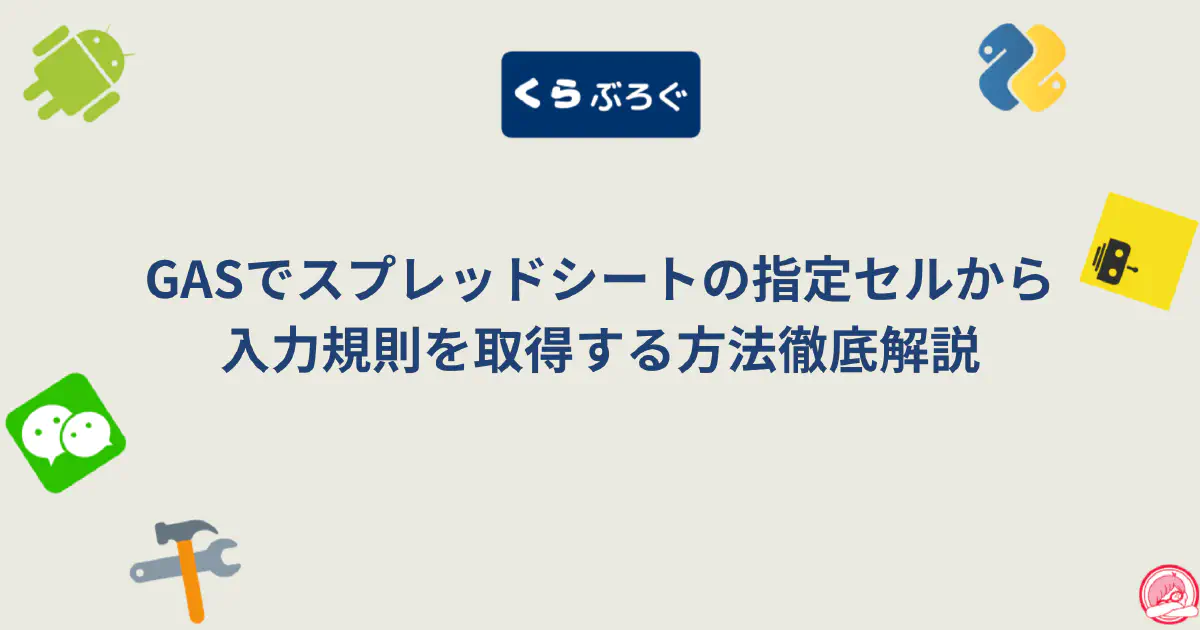 くらぶろぐ
GASでスプレッドシートの指定セルから
入力規則を取得する方法徹底解説